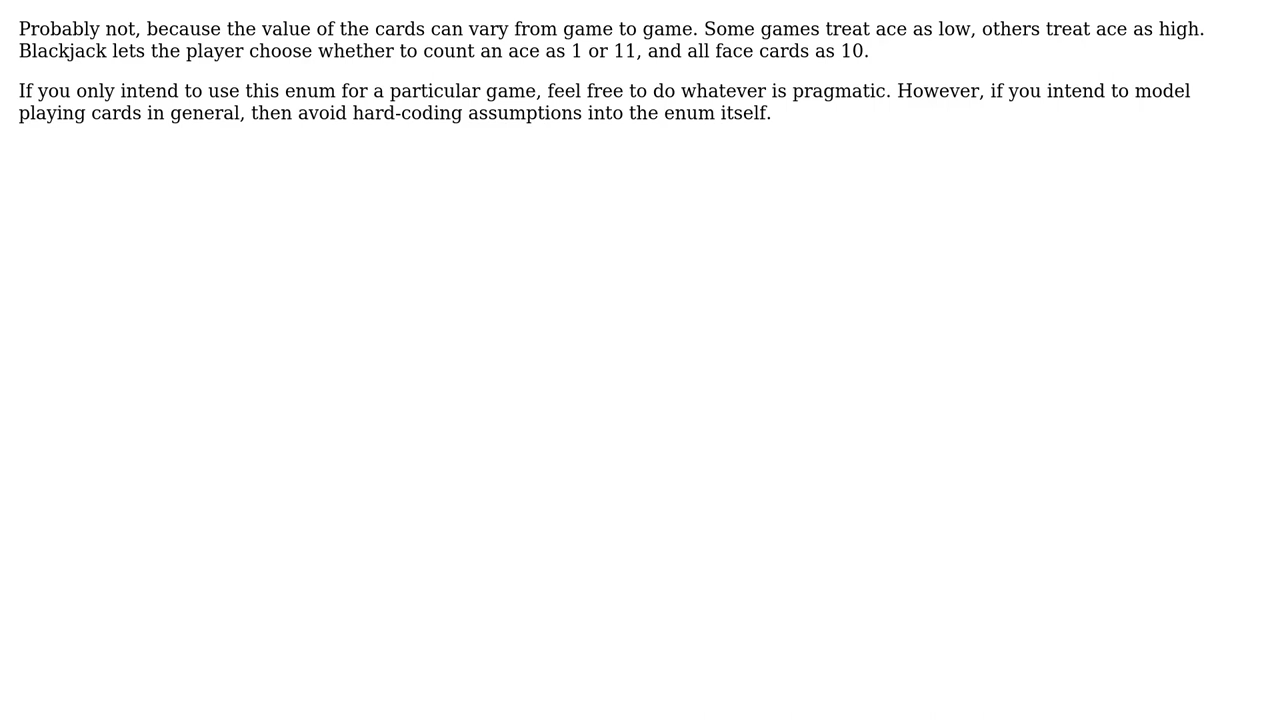 Probably not, because the value of the cards can vary from game to game. Some games treat ace as low, others treat ace as high.
Blackjack lets the player choose whether to count an ace as 1 or 11, and all face cards as 10.
If you only intend to use this enum for a particular game, feel free to do whatever is pragmatic. However, if you intend to model
playing cards in general, then avoid hard-coding assumptions into the enum itself.